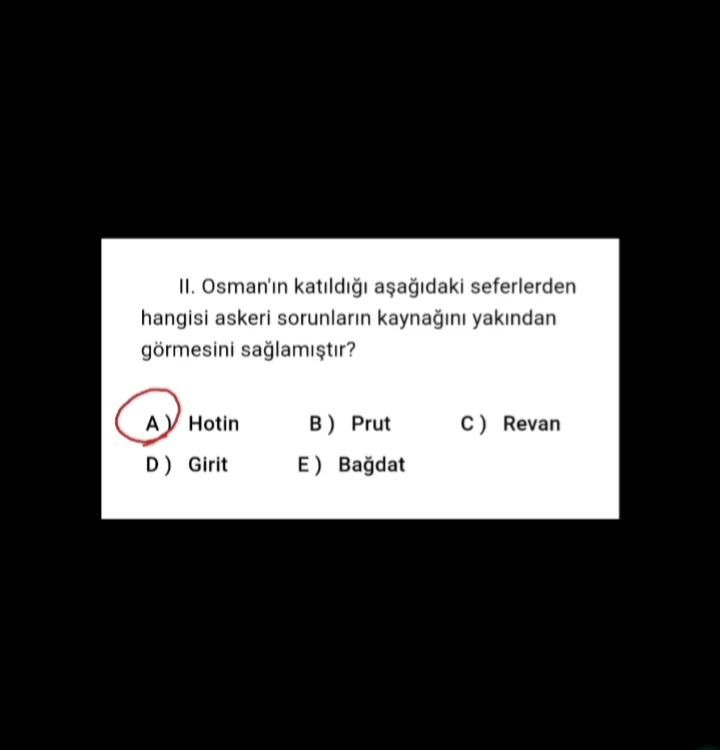 II. Osman'ın katıldığı aşağıdaki seferlerden
hangisi askeri sorunların kaynağını yakından
görmesini sağlamıştır?
A) Hotin B) Prut C) Revan
D) Girit E) Bağdat